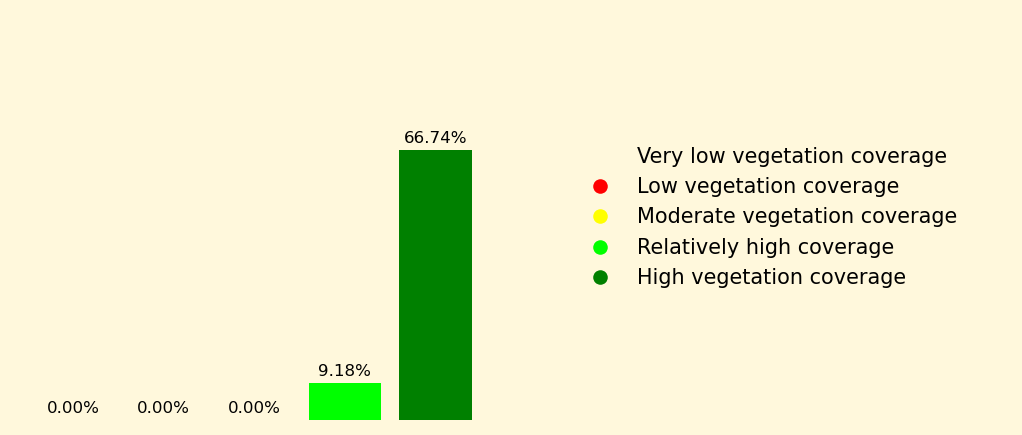 66.74%
9.18%
0.00%
0.00%
0.00%
Very low vegetation coverage
Low vegetation coverage
Moderate vegetation coverage
Relatively high coverage
High vegetation coverage